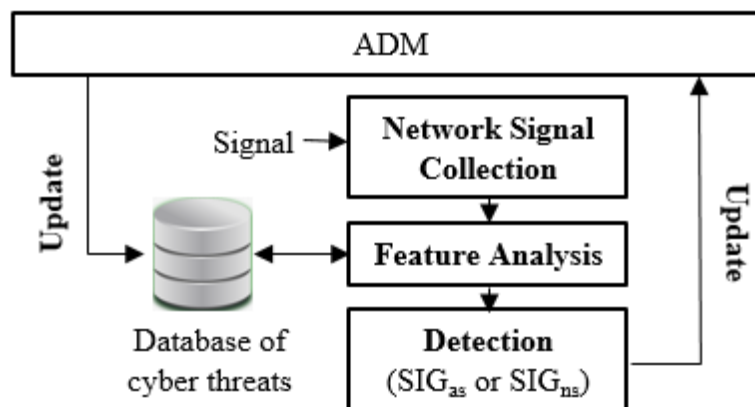 ADM
Signal
Network Signal
Collection
Update
Update
Feature Analysis
Database of
cyber threats
Detection
(SIGas or SIGns)